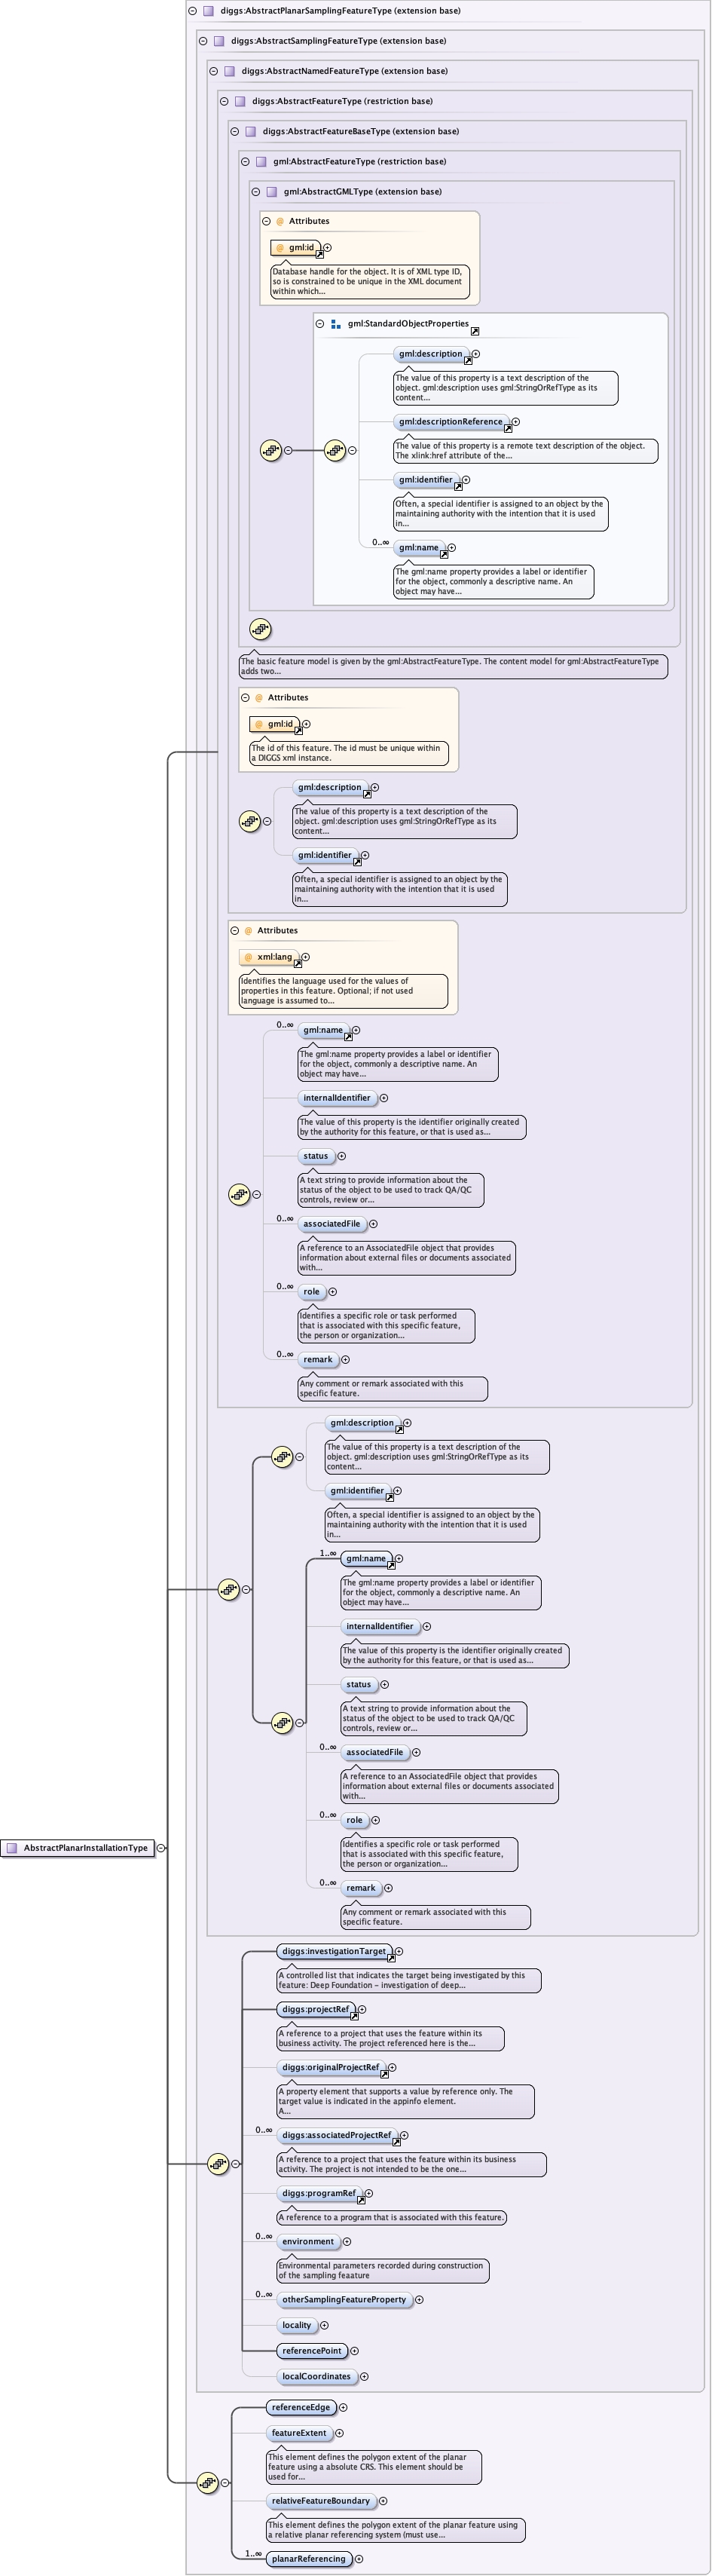 diggs:AbstractPlanarSamplingFeatureType (extension base)
diggs:AbstractSamplingFeatureType (extension base)
diggs:AbstractNamedFeatureType (extension base)
diggs:AbstractFeatureType (restriction base)
diggs:AbstractFeatureBaseType (extension base)
gml:AbstractFeatureType (restriction base)
gml:AbstractGMLType (extension base)
@ Attributes
@ gml:id
Database handle for the object. It is of XML type ID,
so is constrained to be unique in the XML document
within which...
gml:StandardObjectProperties
gml:description
The value of this property is a text description of the
object. gml:description uses gml:StringOrRefType as its
content...
gml:descriptionReference
The value of this property is a remote text description of the object.
The xlink:href attribute of the...
gml:identifier
Often, a special identifier is assigned to an object by the
maintaining authority with the intention that it is used
in...
0..∞
gml:name
The gml:name property provides a label or identifier
for the object, commonly a descriptive name. An
object may have...
The basic feature model is given by the gml:AbstractFeatureType. The content model for gml:AbstractFeatureType
adds two...
@ Attributes
@ gml:id
The id of this feature. The id must be unique within
a DIGGS xml instance.
gml:description
The value of this property is a text description of the
object. gml:description uses gml:StringOrRefType as its
content...
gml:identifier
Often, a special identifier is assigned to an object by the
maintaining authority with the intention that it is used
in...
@ Attributes
@ xml:lang
Identifies the language used for the values of
properties in this feature. Optional; if not used
language is assumed to...
0..∞
gml:name
The gml:name property provides a label or identifier
for the object, commonly a descriptive name. An
object may have...
internalIdentifier
The value of this property is the identifier originally created
by the authority for this feature, or that is used as...
status
A text string to provide information about the
status of the object to be used to track QA/QC
controls, review or...
0..∞
associatedFile
A reference to an AssociatedFile object that provides
information about external files or documents associated
with...
0..∞
role
Identifies a specific role or task performed
that is associated with this specific feature,
the person or organization...
0..∞
remark
Any comment or remark associated with this
specific feature.
gml:description
The value of this property is a text description of the
object. gml:description uses gml:StringOrRefType as its
content...
gml:identifier
Often, a special identifier is assigned to an object by the
maintaining authority with the intention that it is used
in...
1..∞
gml:name
The gml:name property provides a label or identifier
for the object, commonly a descriptive name. An
object may have...
internalIdentifier
The value of this property is the identifier originally created
by the authority for this feature, or that is used as...
status
A text string to provide information about the
status of the object to be used to track QA/QC
controls, review or...
0..∞
associatedFile
A reference to an AssociatedFile object that provides
information about external files or documents associated
with...
0..∞
role
Identifies a specific role or task performed
that is associated with this specific feature,
the person or organization...
AbstractPlanarInstallationType
0..∞
remark
Any comment or remark associated with this
specific feature.
diggs:investigationTarget
A controlled list that indicates the target being investigated by this
feature: Deep Foundation – investigation of deep...
diggs:projectRef
A reference to a project that uses the feature within its
business activity. The project referenced here is the...
diggs:originalProjectRef
A property element that supports a value by reference only. The
target value is indicated in the appinfo element.
A...
0..∞
diggs:associatedProjectRef
A reference to a project that uses the feature within its business
activity. The project is not intended to be the one...
diggs:programRef
A reference to a program that is associated with this feature.
0..∞
environment
Environmental parameters recorded during construction
of the sampling feaature
0..∞
otherSamplingFeatureProperty
locality
referencePoint
localCoordinates
referenceEdge
featureExtent
This element defines the polygon extent of the planar
feature using a absolute CRS. This element should be
used for...
relativeFeatureBoundary
This element defines the polygon extent of the planar feature using
a relative planar referencing system (must use...
1..∞
planarReferencing